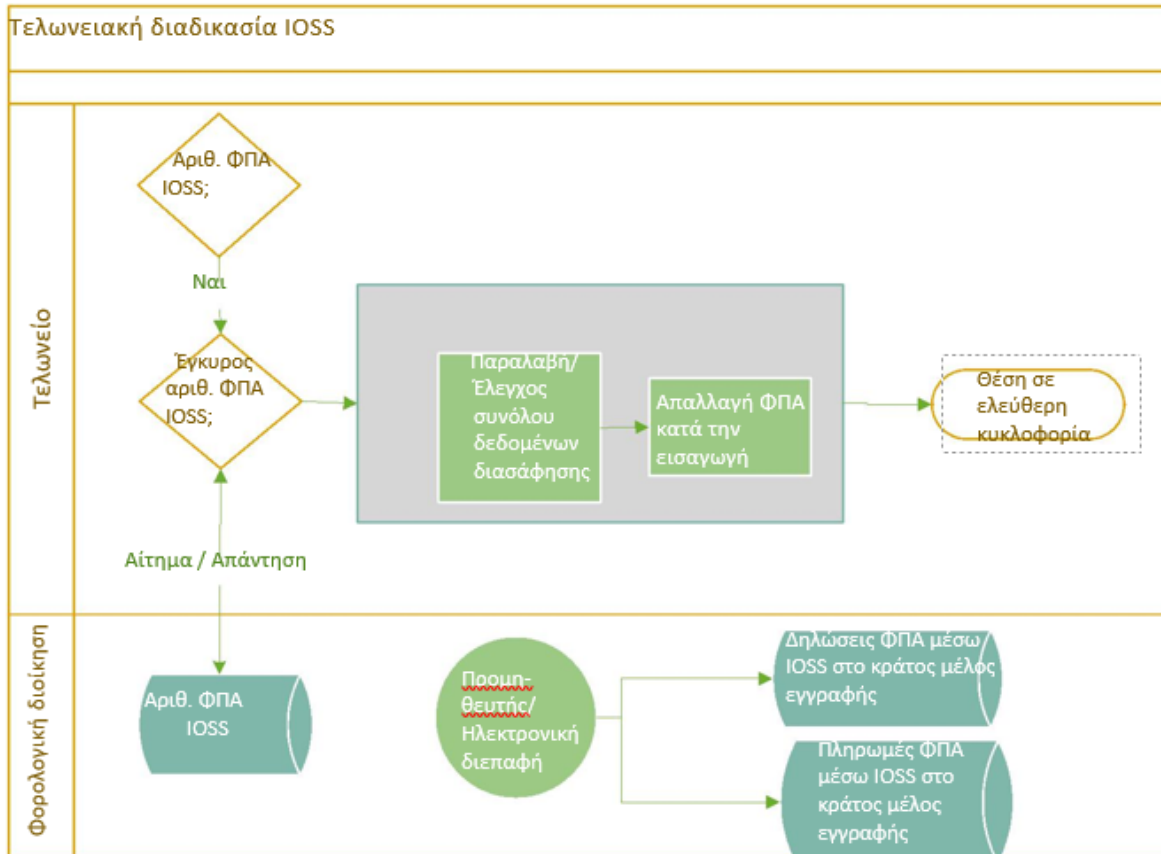 Τελωνειακή διαδικασία IOSS
Τελωνείο
Αριθ. ΦΠΑ
IOSS;
Ναι
Έγκυρος
αριθ. ΦΠΑ
IOSS;
Παραλαβή/
Έλεγχος
συνόλου
δεδομένων
διασάφησης
Απαλλαγή ΦΠΑ
κατά την
εισαγωγή
Θέση σε
ελεύθερη
κυκλοφορία
Αίτημα / Απάντηση
Φορολογική διοίκηση
Αριθ. ΦΠΑ
IOSS
Προμη-
θευτής/
Ηλεκτρονική
διεπαφή
Δηλώσεις ΦΠΑ μέσω
IOSS στο κράτος μέλος
εγγραφής
Πληρωμές ΦΠΑ
μέσω IOSS στο
κράτος μέλος
εγγραφής